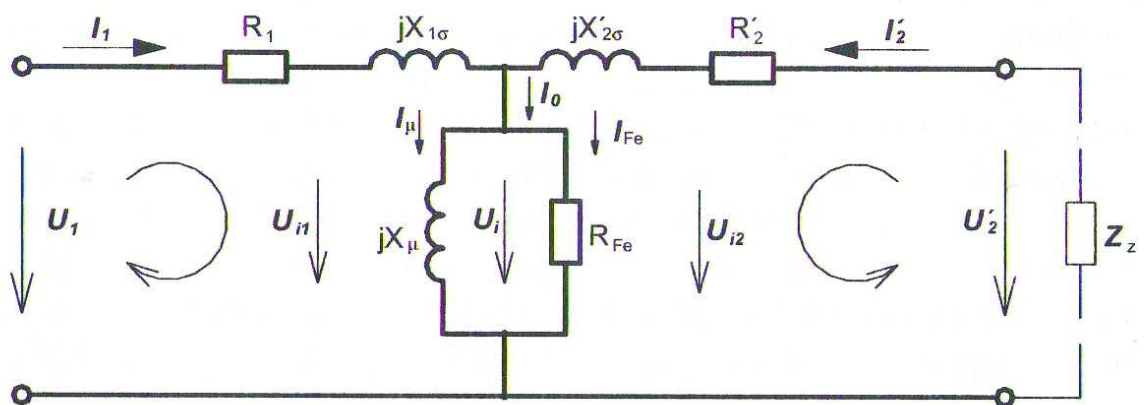 I1 R1 jX1σ jX′2σ R′2 I′2
I0
Iμ IFe
U1 Ui1 jXμ Ui RFe Ui2 U′2 Zz